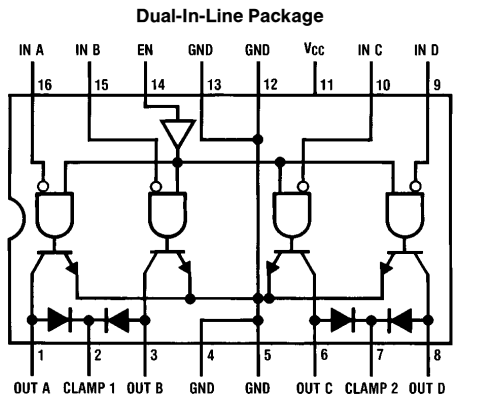 Dual-In-Line Package
IN A IN B EN GND GND VCC IN C IN D
16 15 14 13 12 11 10 9
1 2 3 4 5 6 7 8
OUT A CLAMP 1 OUT B GND GND OUT C CLAMP 2 OUT D